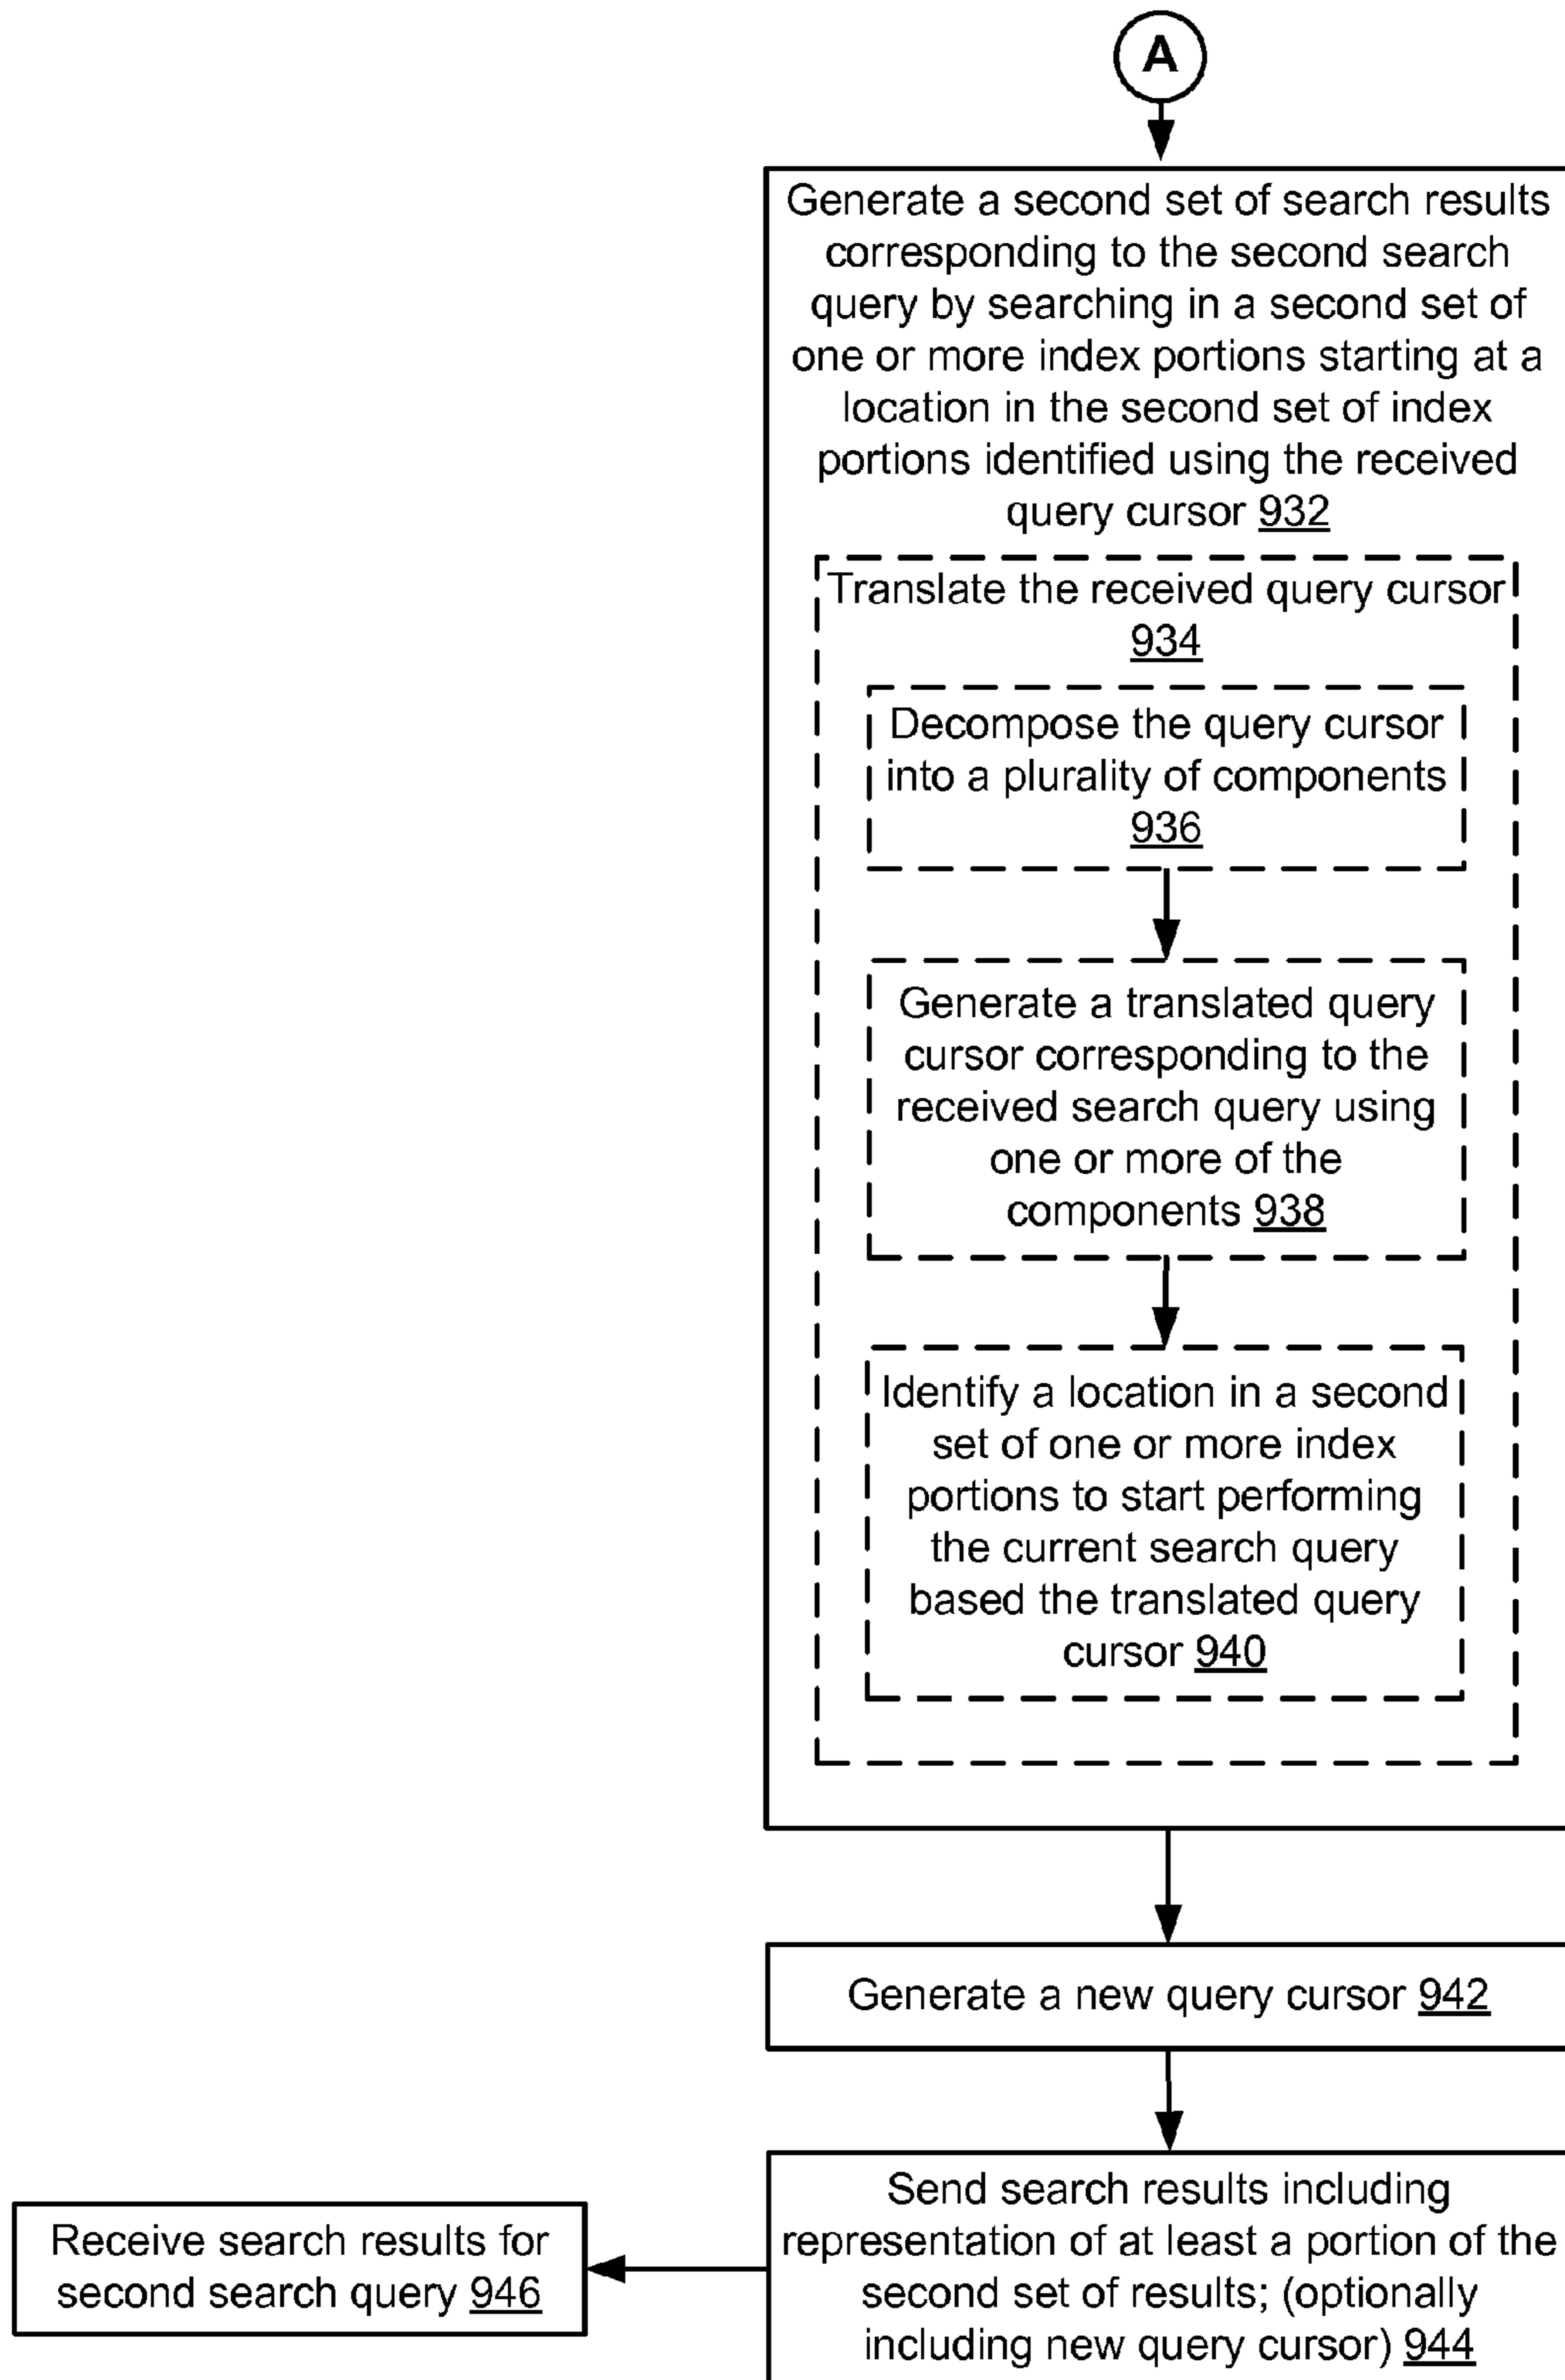 A
Generate a second set of search results
corresponding to the second search
query by searching in a second set of
one or more index portions starting at a
location in the second set of index
portions identified using the received
query cursor 932
Translate the received query cursor
934
Decompose the query cursor
into a plurality of components
936
Generate a translated query
cursor corresponding to the
received search query using
one or more of the
components 938
Identify a location in a second
set of one or more index
portions to start performing
the current search query
based the translated query
cursor 940
Generate a new query cursor 942
Send search results including
representation of at least a portion of the
second set of results; (optionally
including new query cursor) 944
Receive search results for
second search query 946